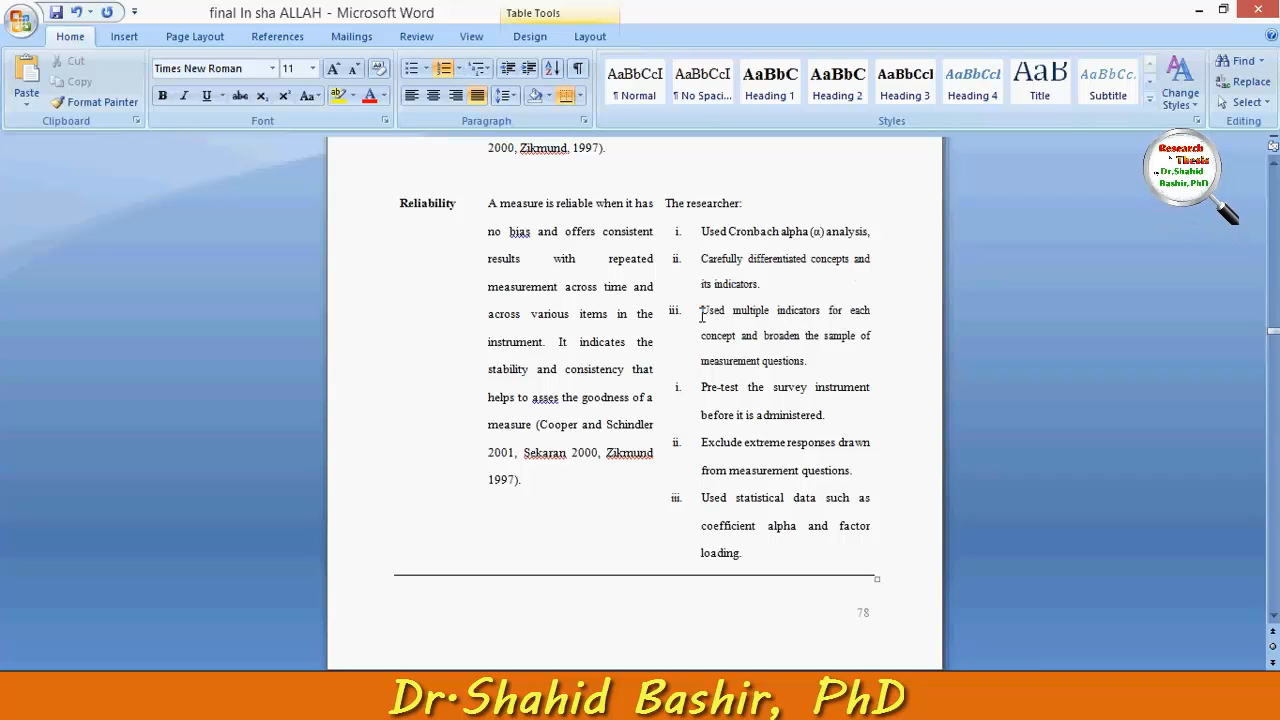 final In sha ALLAH - Microsoft Word
Table Tools
Home Insert Page Layout References Mailings Review View Design Layout
Paste
Cut
Copy
Format Painter
Clipboard
Times New Roman 11
Font
Paragraph
AaBbCcI AaBbCcI AaBbC AaBbC AaBbCcl AaBbCcl AaB AaBbCc.
¶ Normal ¶ No Spaci... Heading 1 Heading 2 Heading 3 Heading 4 Title Subtitle
Change
Styles
Styles
Find
Replace
Select
Editing
Research
Thesis
Dr.Shahid
Bashir, PhD
2000, Zikmund, 1997).
Reliability
A measure is reliable when it has
no bias and offers consistent
results with repeated
measurement across time and
across various items in the
instrument. It indicates the
stability and consistency that
helps to asses the goodness of a
measure (Cooper and Schindler
2001, Sekaran 2000, Zikmund
1997).
The researcher:
i. Used Cronbach alpha (α) analysis,
ii. Carefully differentiated concepts and
its indicators.
iii. Used multiple indicators for each
concept and broaden the sample of
measurement questions.
i. Pre-test the survey instrument
before it is administered.
ii. Exclude extreme responses drawn
from measurement questions.
iii. Used statistical data such as
coefficient alpha and factor
loading.
78
Dr.Shahid Bashir, PhD